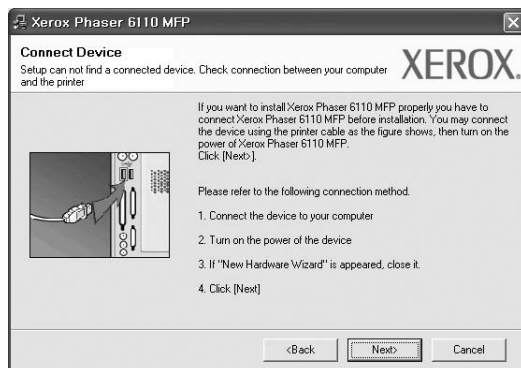 Xerox Phaser 6110 MFP
Connect Device
Setup can not find a connected device. Check connection between your computer
and the printer
XEROX.
If you want to install Xerox Phaser 6110 MFP properly you have to
connect Xerox Phaser 6110 MFP before installation. You may connect
the device using the printer cable as the figure shows, then turn on the
power of Xerox Phaser 6110 MFP.
Click [Next>].
Please refer to the following connection method.
1. Connect the device to your computer
2. Turn on the power of the device
3. If "New Hardware Wizard" is appeared, close it.
4. Click [Next]
<Back
Next>
Cancel